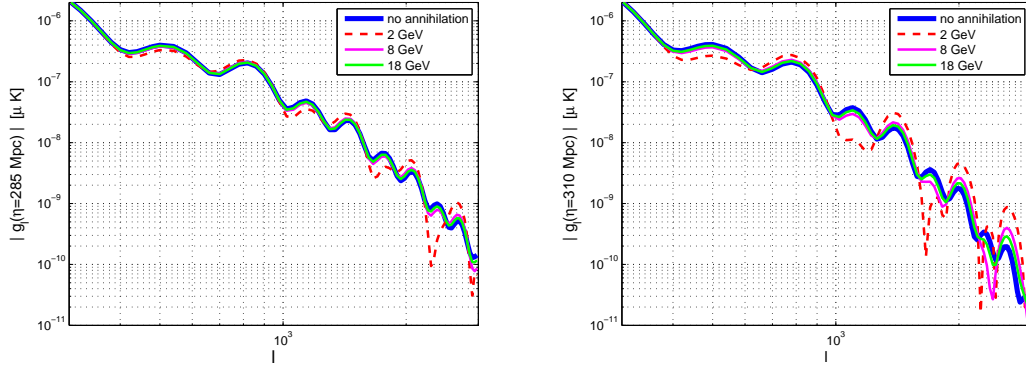 | g_l(η=285 Mpc) | [μ K]
10^-6
10^-7
10^-8
10^-9
10^-10
10^-11
10^3
l
no annihilation
2 GeV
8 GeV
18 GeV
| g_l(η=310 Mpc) | [μ K]
10^-6
10^-7
10^-8
10^-9
10^-10
10^-11
10^3
l
no annihilation
2 GeV
8 GeV
18 GeV